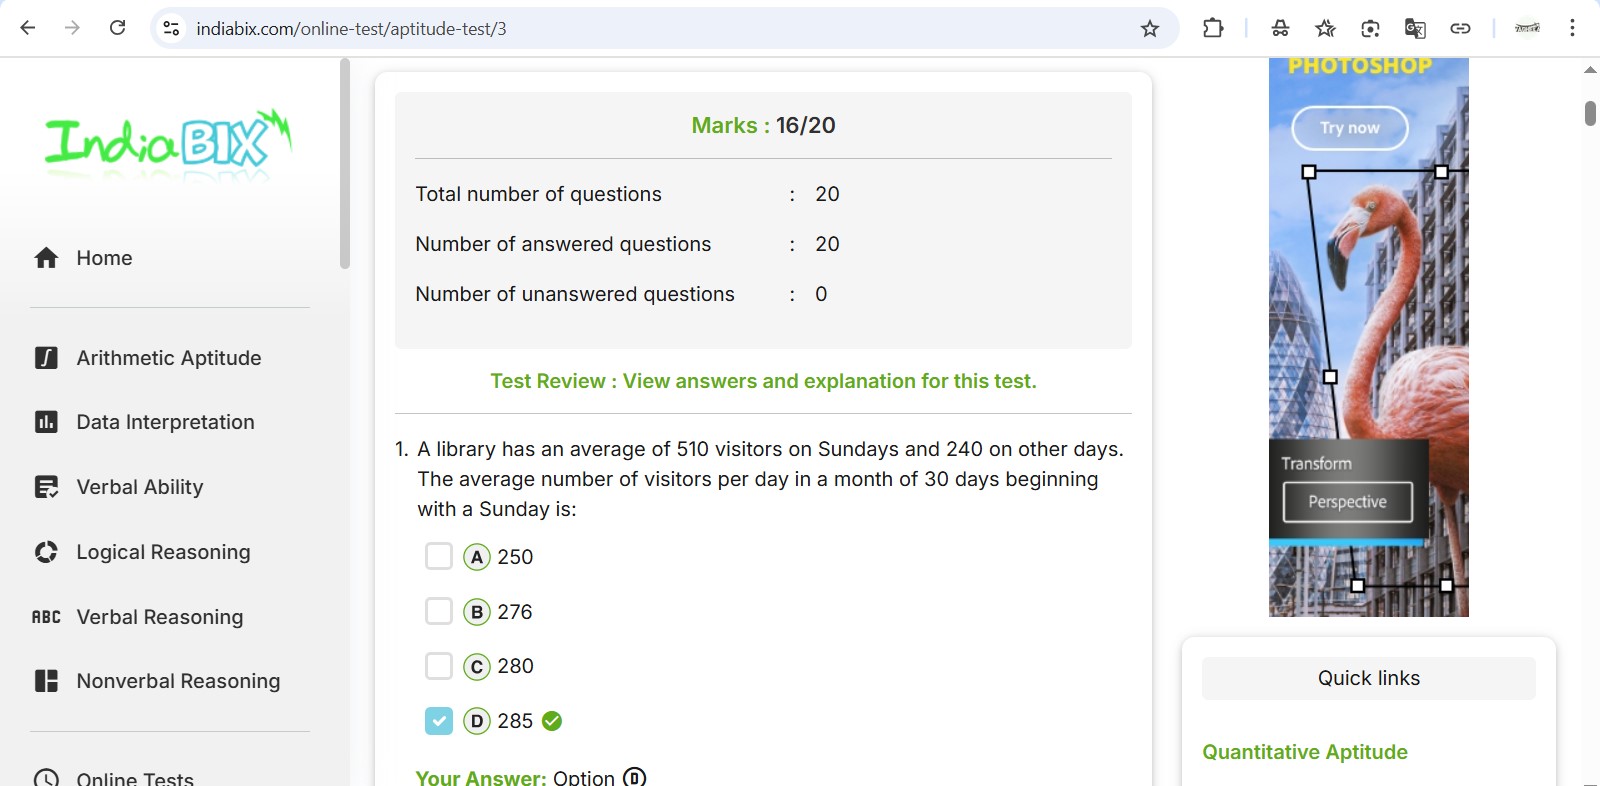 indiabix.com/online-test/aptitude-test/3
IndiaBIX
Home
Arithmetic Aptitude
Data Interpretation
Verbal Ability
Logical Reasoning
ABC Verbal Reasoning
Nonverbal Reasoning
Online Tests
Marks : 16/20
Total number of questions : 20
Number of answered questions : 20
Number of unanswered questions : 0
Test Review : View answers and explanation for this test.
1. A library has an average of 510 visitors on Sundays and 240 on other days.
The average number of visitors per day in a month of 30 days beginning
with a Sunday is:
A 250
B 276
C 280
D 285
Your Answer: Option D
PHOTOSHOP
Try now
Transform
Perspective
Quick links
Quantitative Aptitude